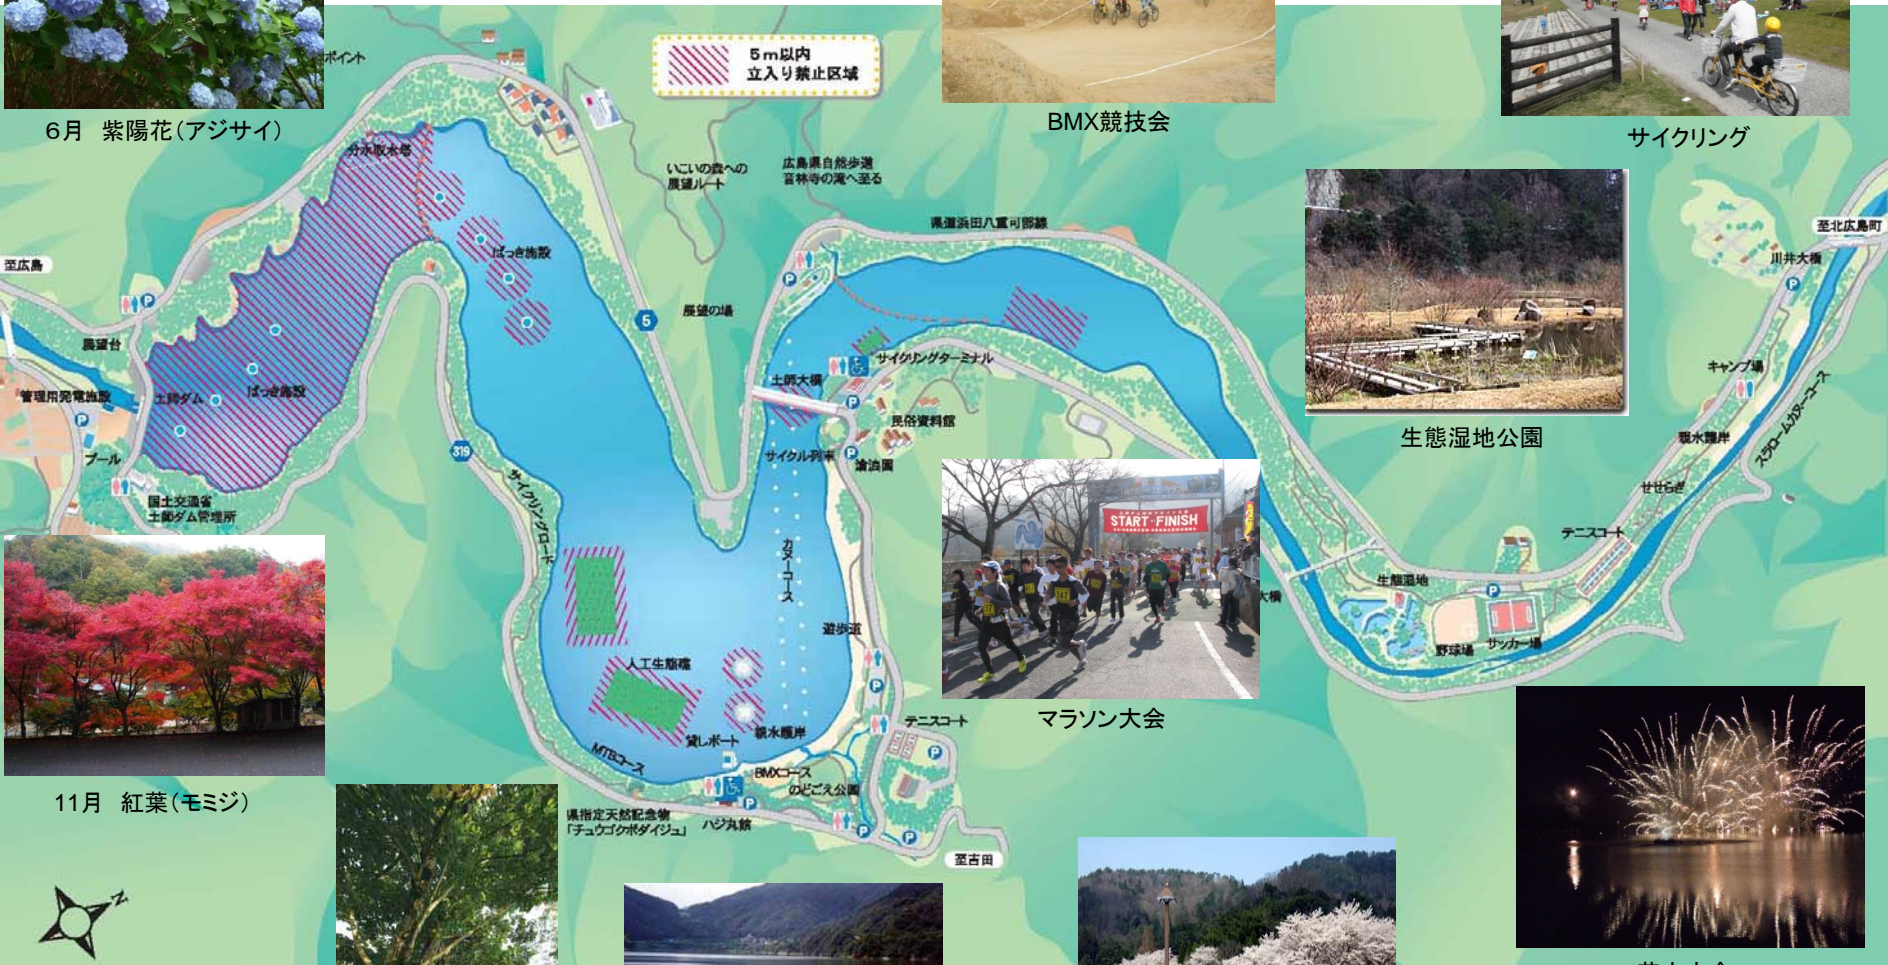 ポイント
5m以内
立入り禁止区域
6月 紫陽花(アジサイ)
BMX競技会
サイクリング
分水取水塔
いこいの森への
展望ルート
広島県自然歩道
音林寺の滝へ至る
県道浜田八重可部線
至北広島町
川井大橋
P
至広島
ばっき施設
P
P
展望の場
5
展望台
サイクリングターミナル
キャンプ場
土師大橋
管理用発電施設
土師ダム
ばっき施設
P
P
民俗資料館
スラロームカヌーコース
親水護岸
生態湿地公園
319
プール
サイクル列車
P
滄浪園
せせらぎ
国土交通省
土師ダム管理所
サイクリングロード
START・FINISH
カヌーコース
テニスコート
生態湿地
P
大橋
遊歩道
野球場
サッカー場
人工生態礁
P
マラソン大会
テニスコート
貸しボート
親水護岸
P
MTBコース
BMXコース
のどごえ公園
11月 紅葉(モミジ)
P
県指定天然記念物
「チュウゴクボダイジュ」
ハジ丸館
P
P
至吉田
N